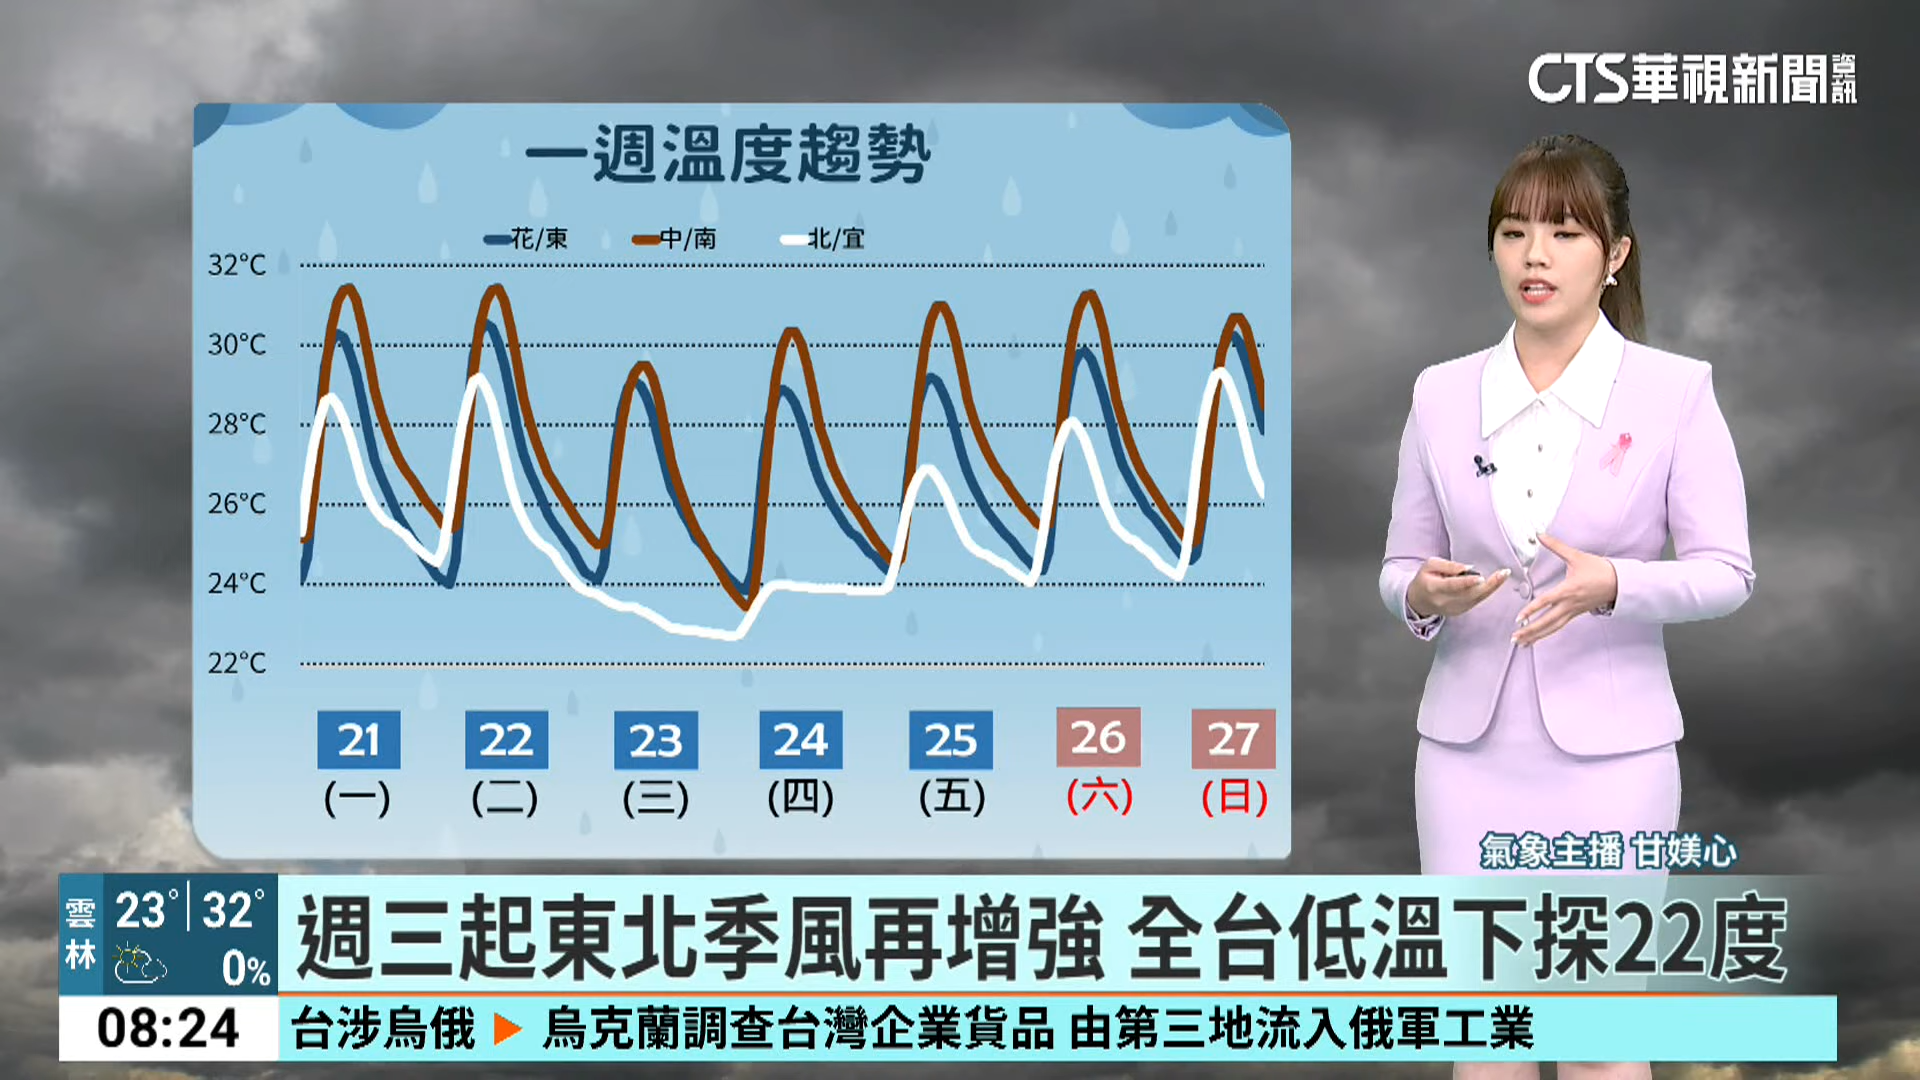 CTS華視新聞資訊
一週溫度趨勢
花/東 中/南 北/宜
32°C
30°C
28°C
26°C
24°C
22°C
21 22 23 24 25 26 27
(一) (二) (三) (四) (五) (六) (日)
氣象主播 甘媄心
雲林 23° 32° 0%
週三起東北季風再增強 全台低溫下探22度
08:24
台涉烏俄 ▶ 烏克蘭調查台灣企業貨品 由第三地流入俄軍工業